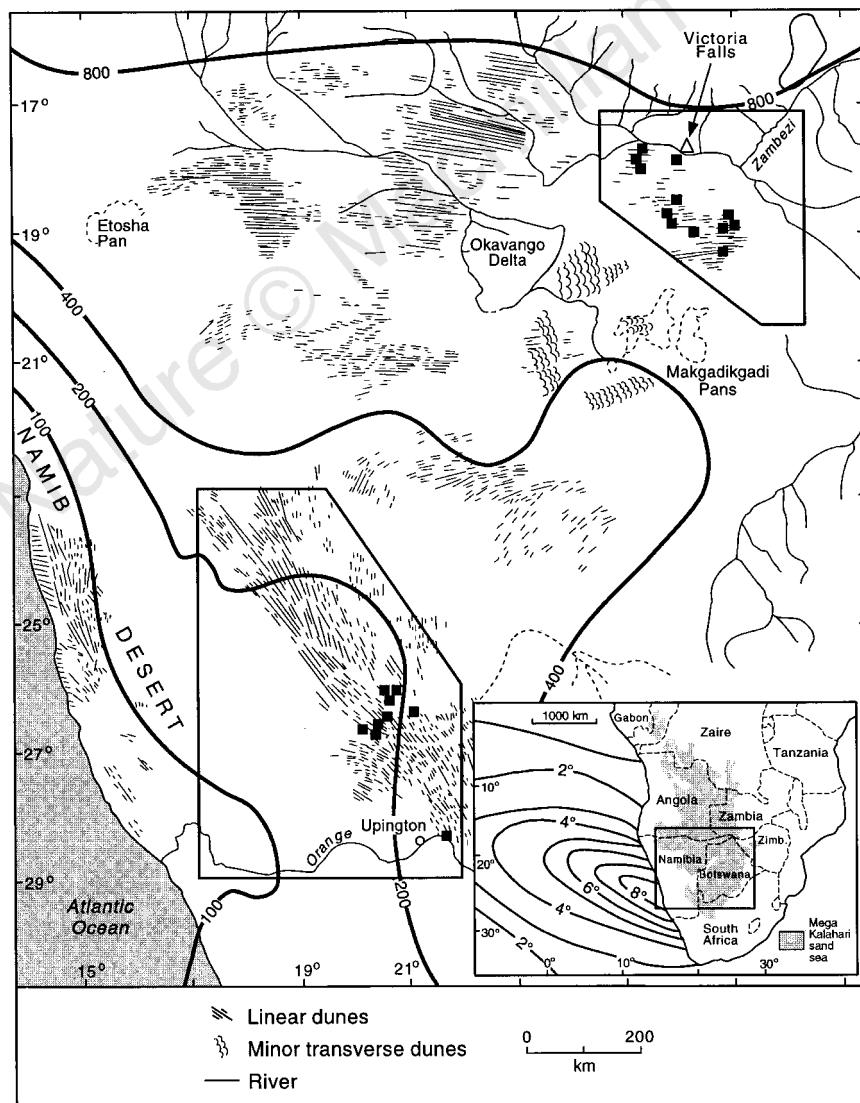 Nature © Macmillan
Victoria
Falls
800
800
17°
Zambezi
Etosha
Pan
19°
Okavango
Delta
400
21°
Makgadikgadi
Pans
200
100
NAMIB
DESERT
25°
400
27°
Upington
Orange
29°
100
200
Atlantic
Ocean
15°
19°
21°
1000 km
Gabon
Zaire
Tanzania
2°
10°
Angola
Zambia
4°
Zimb.
20°
Namibia
Botswana
6°
8°
4°
South
Africa
30°
2°
0°
10°
30°
Mega
Kalahari
sand
sea
Linear dunes
Minor transverse dunes
River
0 200
km